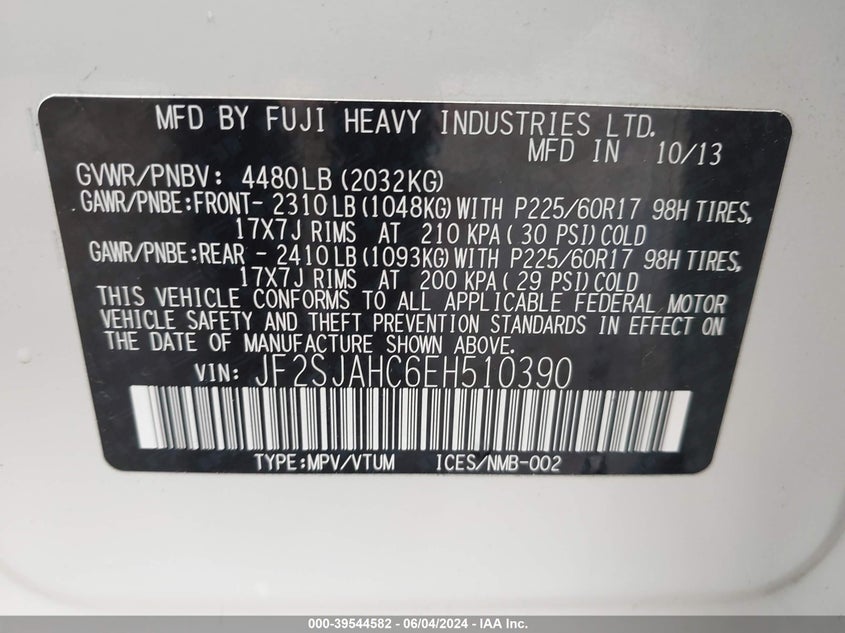 MFD BY FUJI HEAVY INDUSTRIES LTD.
MFD IN 10/13
GVWR/PNBV: 4480LB (2032KG)
GAWR/PNBE:FRONT- 2310LB (1048KG) WITH P225/60R17 98H TIRES,
17X7J RIMS AT 210 KPA ( 30 PSI) COLD
GAWR/PNBE:REAR - 2410LB (1093KG) WITH P225/60R17 98H TIRES,
17X7J RIMS AT 200 KPA ( 29 PSI) COLD
THIS VEHICLE CONFORMS TO ALL APPLICABLE FEDERAL MOTOR
VEHICLE SAFETY AND THEFT PREVENTION STANDARDS IN EFFECT ON
THE DATE OF MANUFACTURE SHOWN ABOVE.
VIN: JF2SJAHC6EH510390
TYPE:MPV/VTUM ICES/NMB-002
000-39544582 - 06/04/2024 - IAA Inc.